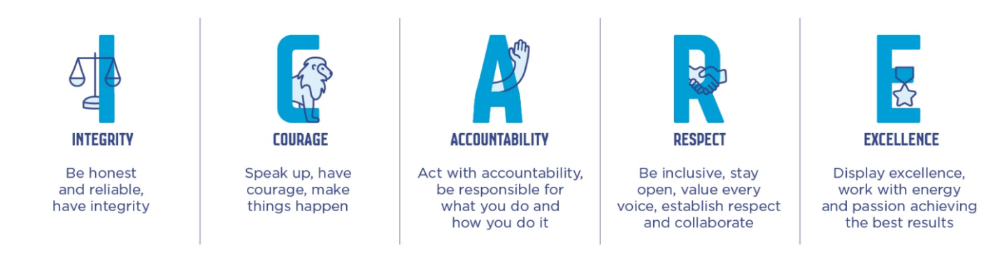 I
INTEGRITY
Be honest
and reliable,
have integrity
C
COURAGE
Speak up, have
courage, make
things happen
A
ACCOUNTABILITY
Act with accountability,
be responsible for
what you do and
how you do it
R
RESPECT
Be inclusive, stay
open, value every
voice, establish respect
and collaborate
E
EXCELLENCE
Display excellence,
work with energy
and passion achieving
the best results